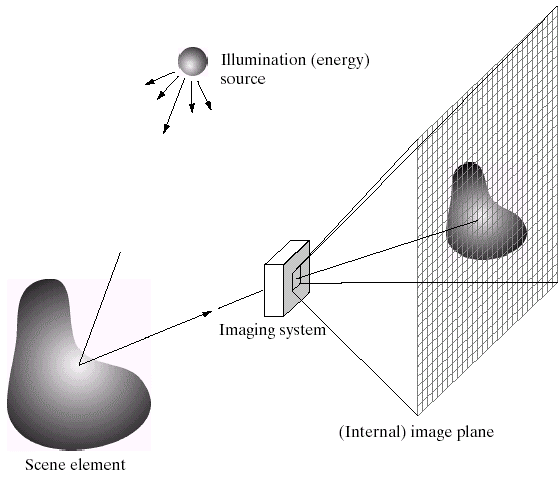 Illumination (energy)
source
Imaging system
(Internal) image plane
Scene element